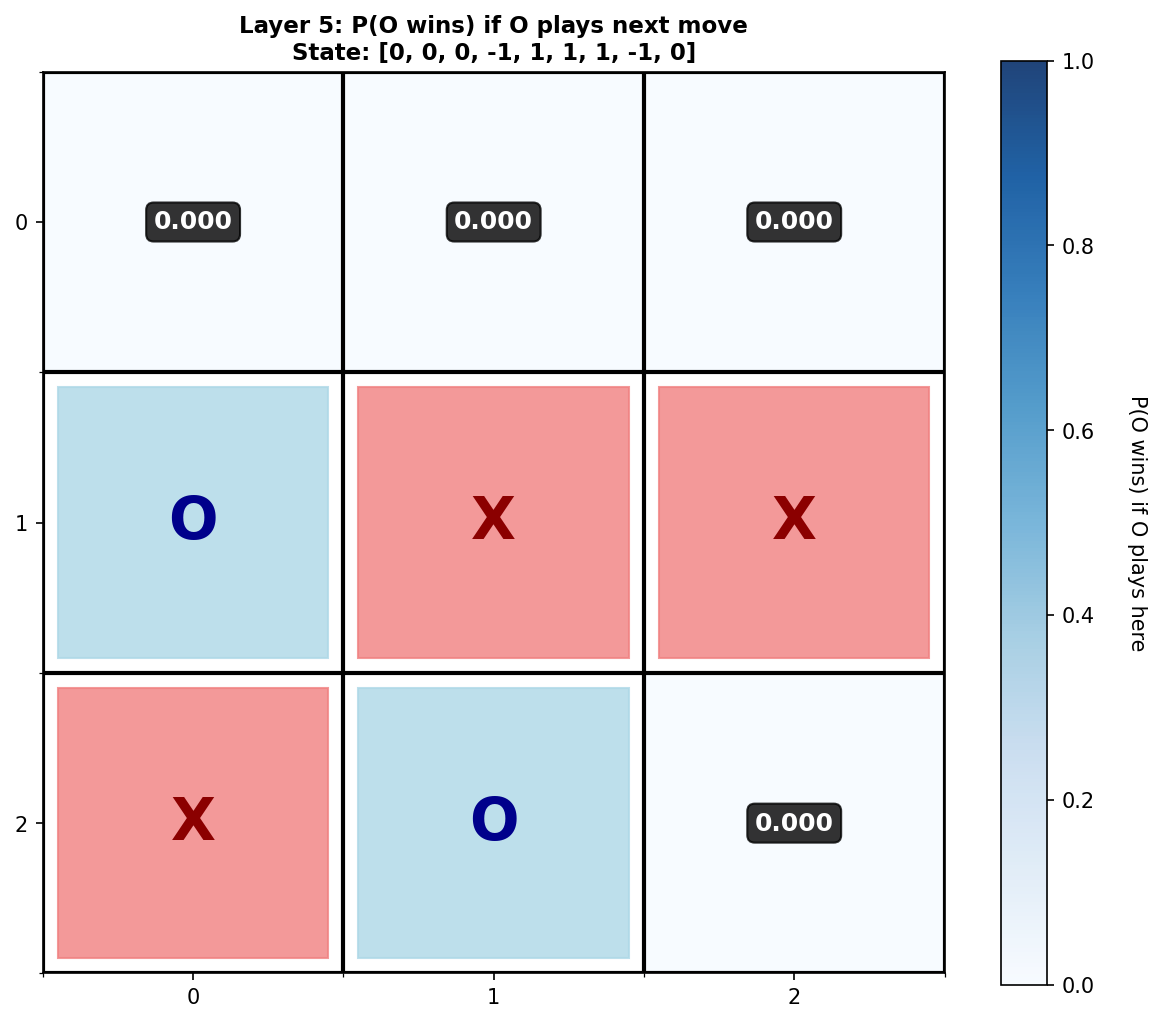 Layer 5: P(O wins) if O plays next move
State: [0, 0, 0, -1, 1, 1, 1, -1, 0]
0
0.000
0.000
0.000
1
O
X
X
2
X
O
0.000
0
1
2
1.0
0.8
0.6
0.4
0.2
0.0
P(O wins) if O plays here